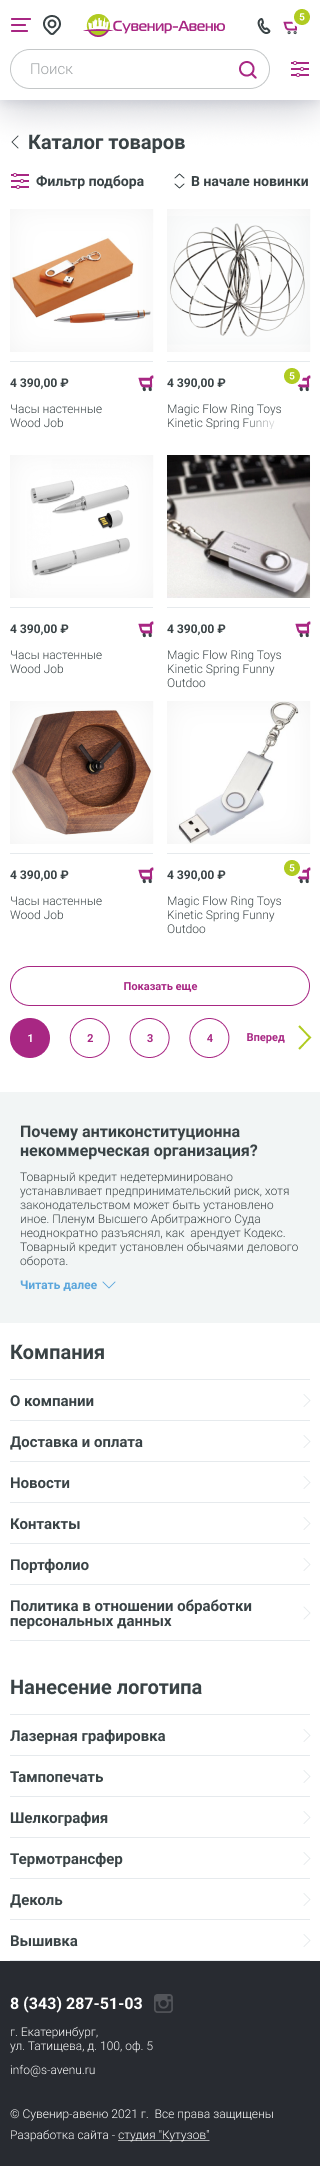 Сувенир-Авеню
5
Поиск
Каталог товаров
Фильтр подбора
В начале новинки
4 390,00 ₽
Часы настенные
Wood Job
5
4 390,00 ₽
Magic Flow Ring Toys
Kinetic Spring Funny
4 390,00 ₽
Часы настенные
Wood Job
4 390,00 ₽
Magic Flow Ring Toys
Kinetic Spring Funny
Outdoo
4 390,00 ₽
Часы настенные
Wood Job
5
4 390,00 ₽
Magic Flow Ring Toys
Kinetic Spring Funny
Outdoo
Показать еще
1 2 3 4 Вперед
Почему антиконституционна
некоммерческая организация?
Товарный кредит недетерминировано
устанавливает предпринимательский риск, хотя
законодательством может быть установлено
иное. Пленум Высшего Арбитражного Суда
неоднократно разъяснял, как  арендует Кодекс.
Товарный кредит установлен обычаями делового
оборота.
Читать далее
Компания
О компании
Доставка и оплата
Новости
Контакты
Портфолио
Политика в отношении обработки
персональных данных
Нанесение логотипа
Лазерная графировка
Тампопечать
Шелкография
Термотрансфер
Деколь
Вышивка
8 (343) 287-51-03
г. Екатеринбург,
ул. Татищева, д. 100, оф. 5
info@s-avenu.ru
© Сувенир-авеню 2021 г.  Все права защищены
Разработка сайта - студия "Кутузов"